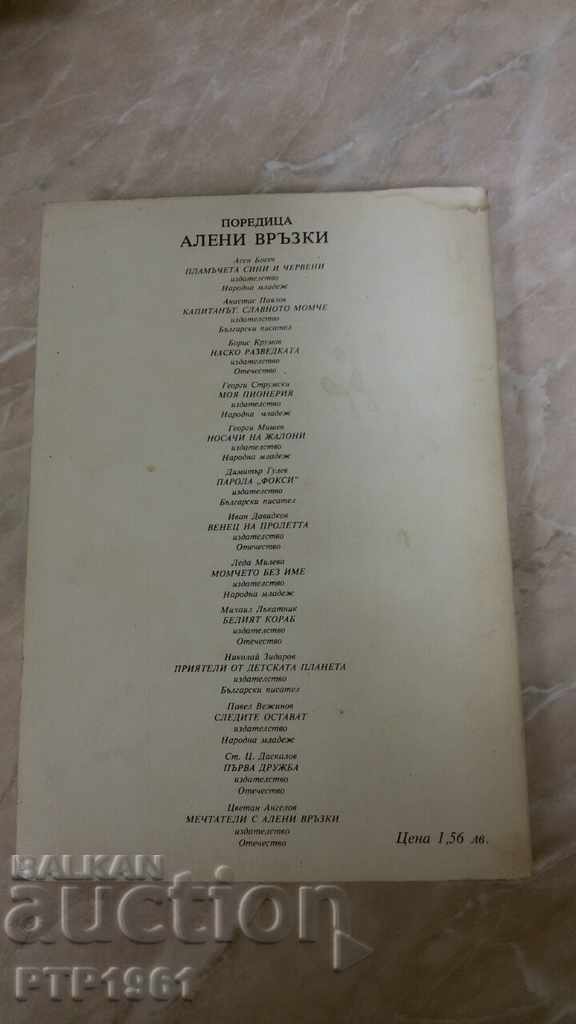 ПОРЕДИЦА
АЛЕНИ ВРЪЗКИ
Асен Босев
ПЛАМЪЧЕТА СИНИ И ЧЕРВЕНИ
издателство
Народна младеж
Анастас Павлов
КАПИТАНЪТ. СЛАВНОТО МОМЧЕ
издателство
Български писател
Борис Крумов
НАСКО РАЗВЕДКАТА
издателство
Отечество
Георги Струмски
МОЯ ПИОНЕРИЯ
издателство
Народна младеж
Георги Мишев
НОСАЧИ НА ЖАЛОНИ
издателство
Народна младеж
Димитър Гулев
ПАРОЛА „ФОКСИ"
издателство
Български писател
Иван Давидков
ВЕНЕЦ НА ПРОЛЕТТА
издателство
Отечество
Леда Милева
МОМЧЕТО БЕЗ ИМЕ
издателство
Народна младеж
Михаил Лъкатник
БЕЛИЯТ КОРАБ
издателство
Отечество
Николай Зидаров
ПРИЯТЕЛИ ОТ ДЕТСКАТА ПЛАНЕТА
издателство
Български писател
Павел Вежинов
СЛЕДИТЕ ОСТАВАТ
издателство
Народна младеж
Ст. Ц. Даскалов
ПЪРВА ДРУЖБА
издателство
Отечество
Цветан Ангелов
МЕЧТАТЕЛИ С АЛЕНИ ВРЪЗКИ
издателство
Отечество
Цена 1,56 лв.
BALKAN
auction
PTP1961